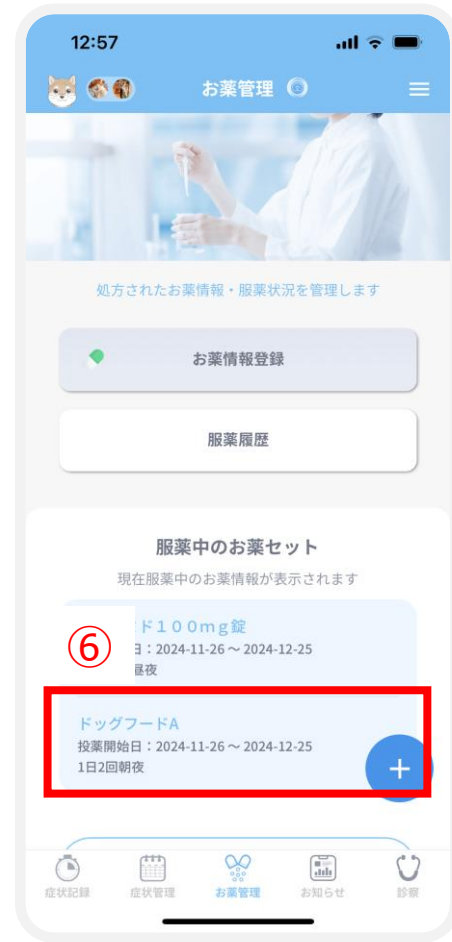 12:57
お薬管理
処方されたお薬情報・服薬状況を管理します
お薬情報登録
服薬履歴
服薬中のお薬セット
現在服薬中のお薬情報が表示されます
ド100mg錠
⑥
日:2024-11-26~2024-12-25
昼夜
ドッグフードA
投薬開始日:2024-11-26~2024-12-25
1日2回朝夜
+
症状記録 症状管理 お薬管理 お知らせ 診察